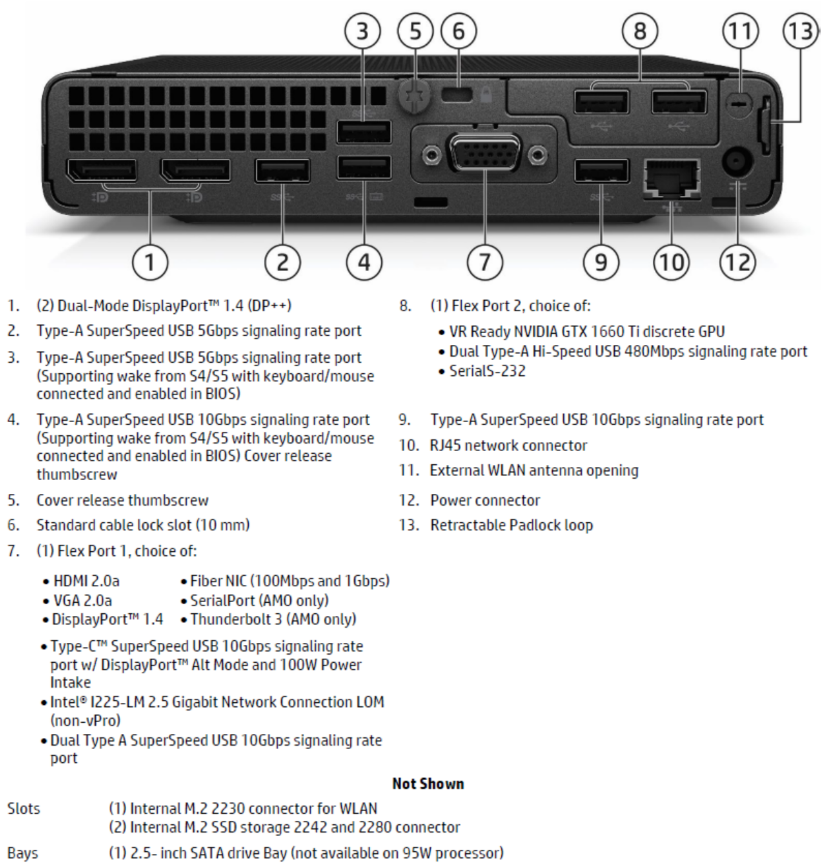 3 5 6 8 11 13
1 2 4 7 9 10 12
1. (2) Dual-Mode DisplayPort™ 1.4 (DP++)
2. Type-A SuperSpeed USB 5Gbps signaling rate port
3. Type-A SuperSpeed USB 5Gbps signaling rate port
(Supporting wake from S4/S5 with keyboard/mouse
connected and enabled in BIOS)
4. Type-A SuperSpeed USB 10Gbps signaling rate port
(Supporting wake from S4/S5 with keyboard/mouse
connected and enabled in BIOS) Cover release
thumbscrew
5. Cover release thumbscrew
6. Standard cable lock slot (10 mm)
7. (1) Flex Port 1, choice of:
• HDMI 2.0a • Fiber NIC (100Mbps and 1Gbps)
• VGA 2.0a • SerialPort (AMO only)
• DisplayPort™ 1.4 • Thunderbolt 3 (AMO only)
• Type-C™ SuperSpeed USB 10Gbps signaling rate
port w/ DisplayPort™ Alt Mode and 100W Power
Intake
• Intel® I225-LM 2.5 Gigabit Network Connection LOM
(non-vPro)
• Dual Type A SuperSpeed USB 10Gbps signaling rate
port
8. (1) Flex Port 2, choice of:
• VR Ready NVIDIA GTX 1660 Ti discrete GPU
• Dual Type-A Hi-Speed USB 480Mbps signaling rate port
• SerialS-232
9. Type-A SuperSpeed USB 10Gbps signaling rate port
10. RJ45 network connector
11. External WLAN antenna opening
12. Power connector
13. Retractable Padlock loop
Not Shown
Slots (1) Internal M.2 2230 connector for WLAN
(2) Internal M.2 SSD storage 2242 and 2280 connector
Bays (1) 2.5- inch SATA drive Bay (not available on 95W processor)